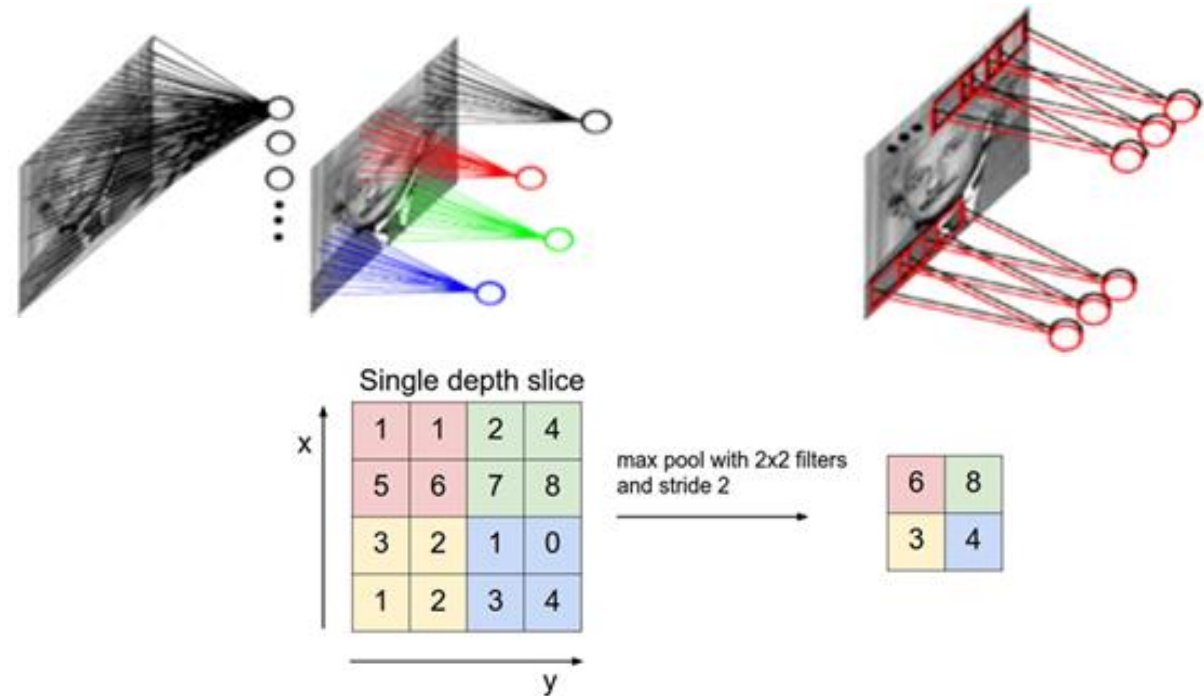 Single depth slice
x
1 1 2 4
5 6 7 8
3 2 1 0
1 2 3 4
y
max pool with 2x2 filters
and stride 2
6 8
3 4